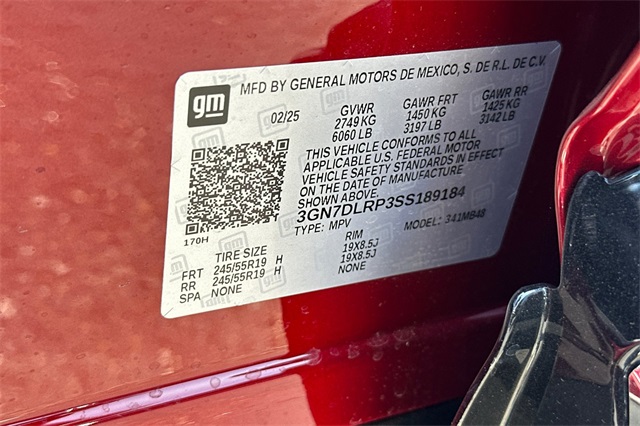 gm
MFD BY GENERAL MOTORS DE MEXICO, S. DE R.L. DE C.V.
02/25 GVWR GAWR FRT GAWR RR
2749 KG 1450 KG 1425 KG
6060 LB 3197 LB 3142 LB
THIS VEHICLE CONFORMS TO ALL
APPLICABLE U.S. FEDERAL MOTOR
VEHICLE SAFETY STANDARDS IN EFFECT
ON THE DATE OF MANUFACTURE
SHOWN ABOVE.
3GN7DLRP3SS189184
TYPE: MPV MODEL: 341MB48
170H
TIRE SIZE RIM
FRT 245/55R19 H 19X8.5J
RR 245/55R19 H 19X8.5J
SPA NONE NONE